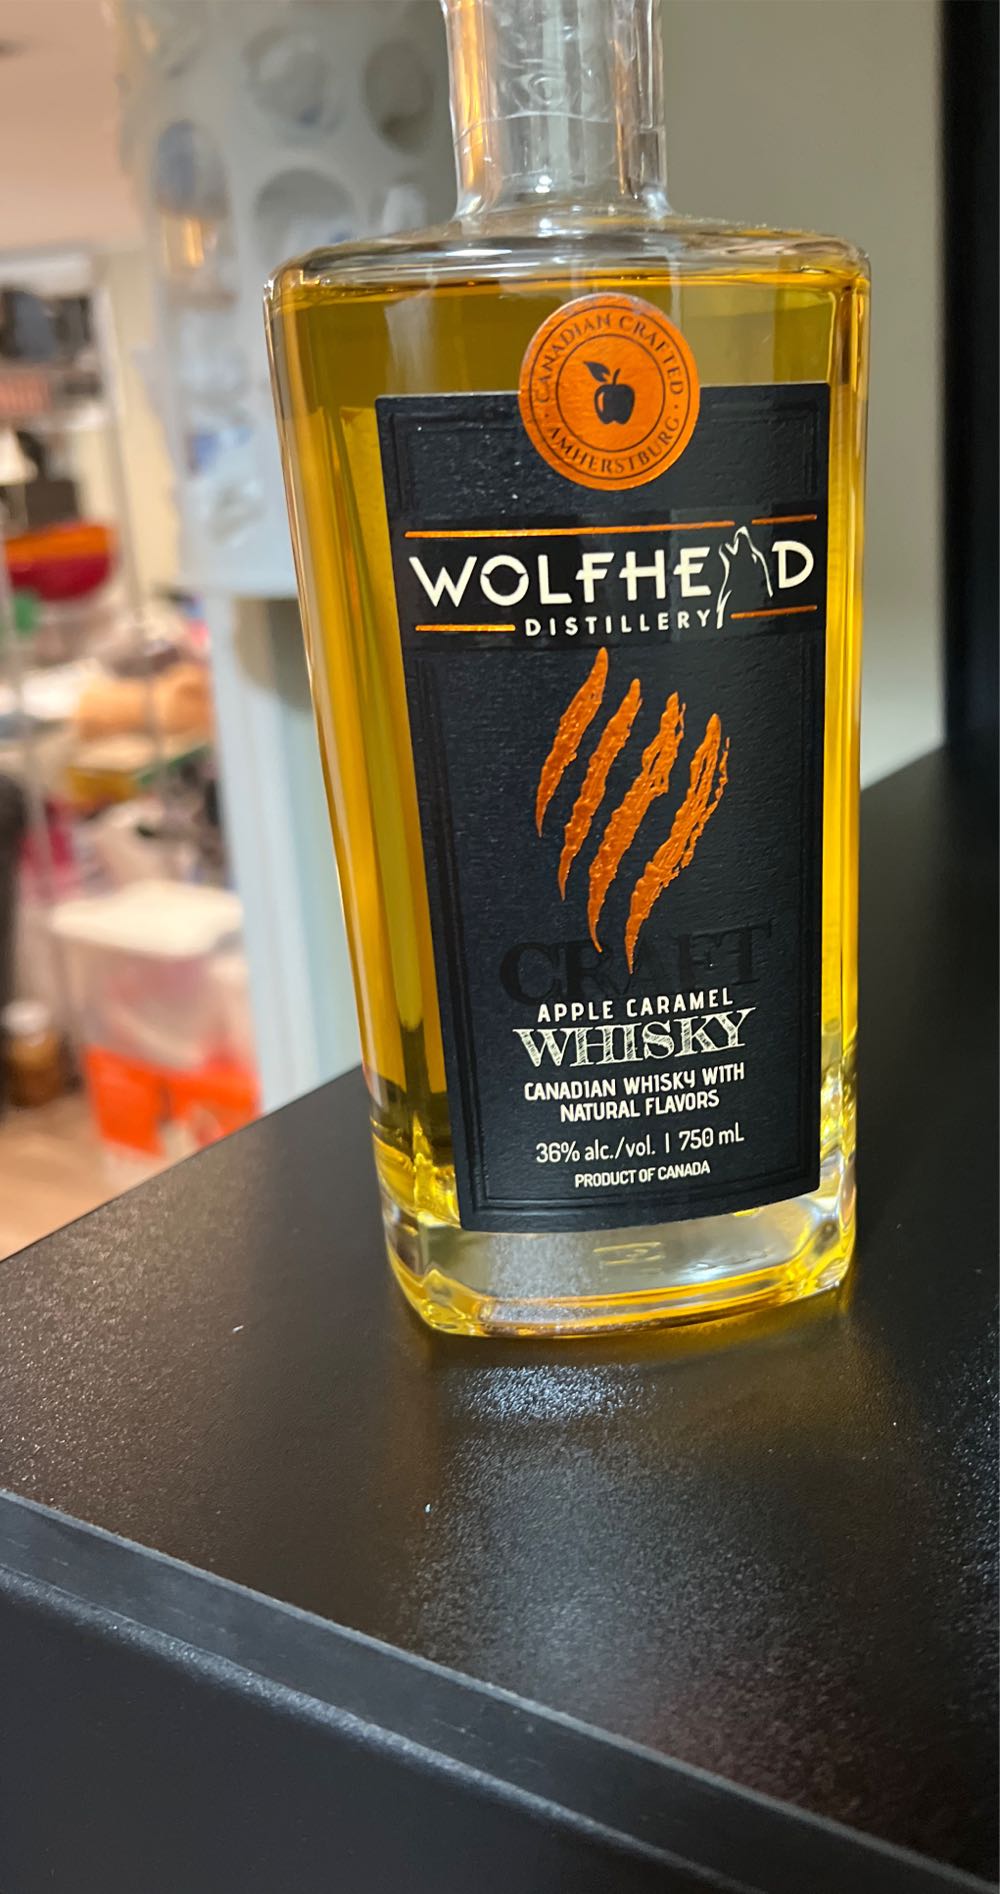 CANADIAN CRAFTED
AMHERSTBURG
WOLFHEAD
DISTILLERY
CRAFT
APPLE CARAMEL
WHISKY
CANADIAN WHISKY WITH
NATURAL FLAVORS
36% alc./vol. | 750 mL
PRODUCT OF CANADA